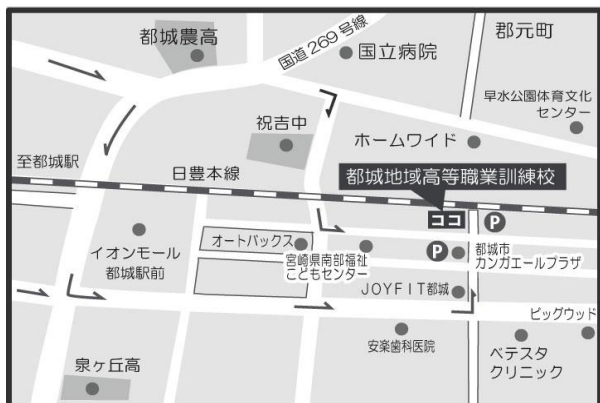 都城農高
国道269号線
国立病院
郡元町
早水公園体育文化
センター
祝吉中
ホームワイド
至都城駅
日豊本線
都城地域高等職業訓練校
ココ
P
イオンモール
都城駅前
オートバックス
宮崎県南部福祉
こどもセンター
P
都城市
カンガエールプラザ
JOYFIT都城
ビッグウッド
安楽歯科医院
ベテスタ
クリニック
泉ヶ丘高